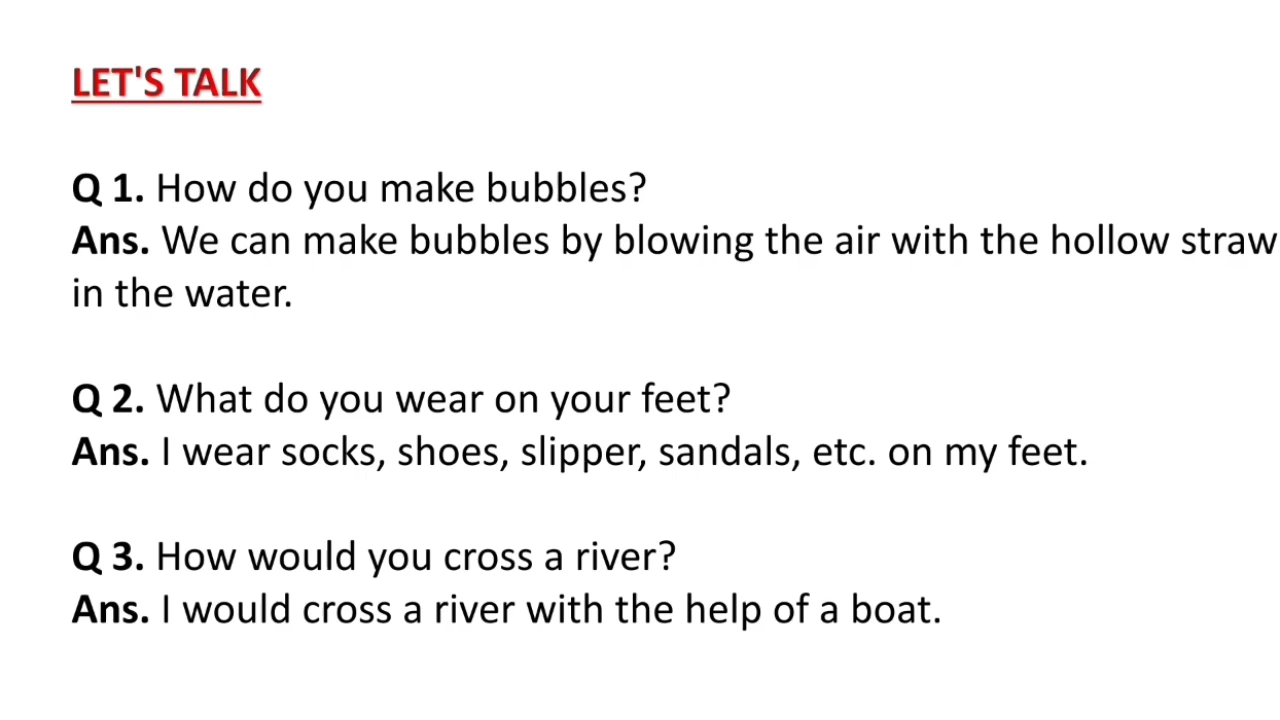 LET'S TALK
Q 1. How do you make bubbles?
Ans. We can make bubbles by blowing the air with the hollow straw
in the water.
Q 2. What do you wear on your feet?
Ans. I wear socks, shoes, slipper, sandals, etc. on my feet.
Q 3. How would you cross a river?
Ans. I would cross a river with the help of a boat.